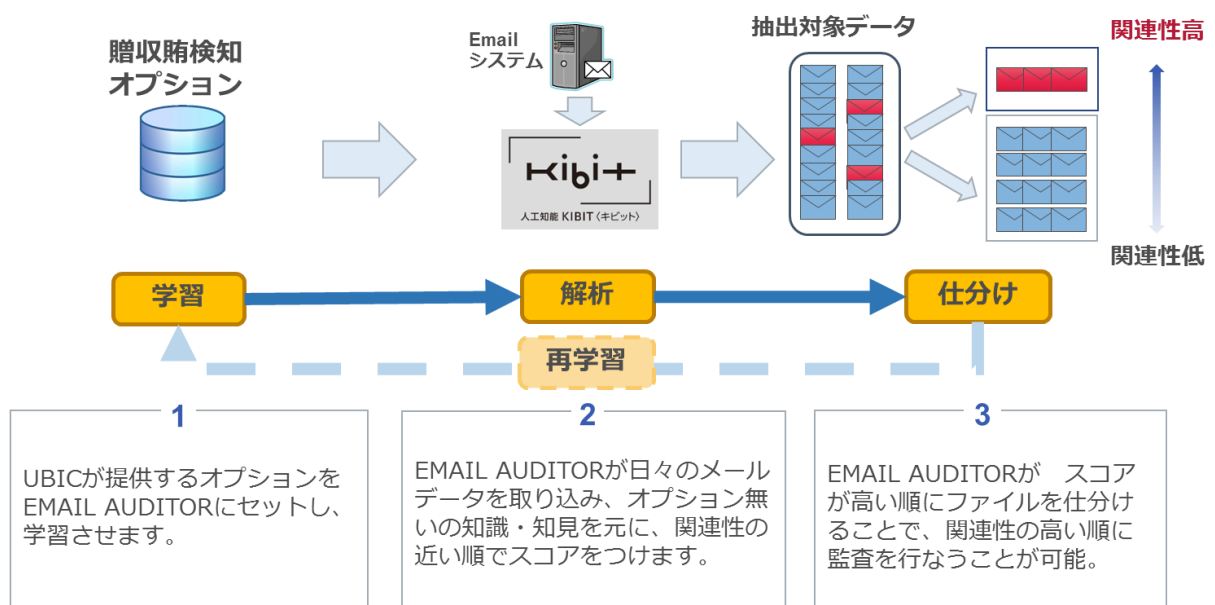 贈収賄検知
オプション
Email
システム
抽出対象データ
関連性高
Kibit
人工知能 KIBIT〈キビット〉
関連性低
学習
解析
仕分け
再学習
1
UBICが提供するオプションを
EMAIL AUDITORにセットし、
学習させます。
2
EMAIL AUDITORが日々のメール
データを取り込み、オプション無
いの知識・知見を元に、関連性の
近い順でスコアをつけます。
3
EMAIL AUDITORが　スコア
が高い順にファイルを仕分け
ることで、関連性の高い順に
監査を行なうことが可能。